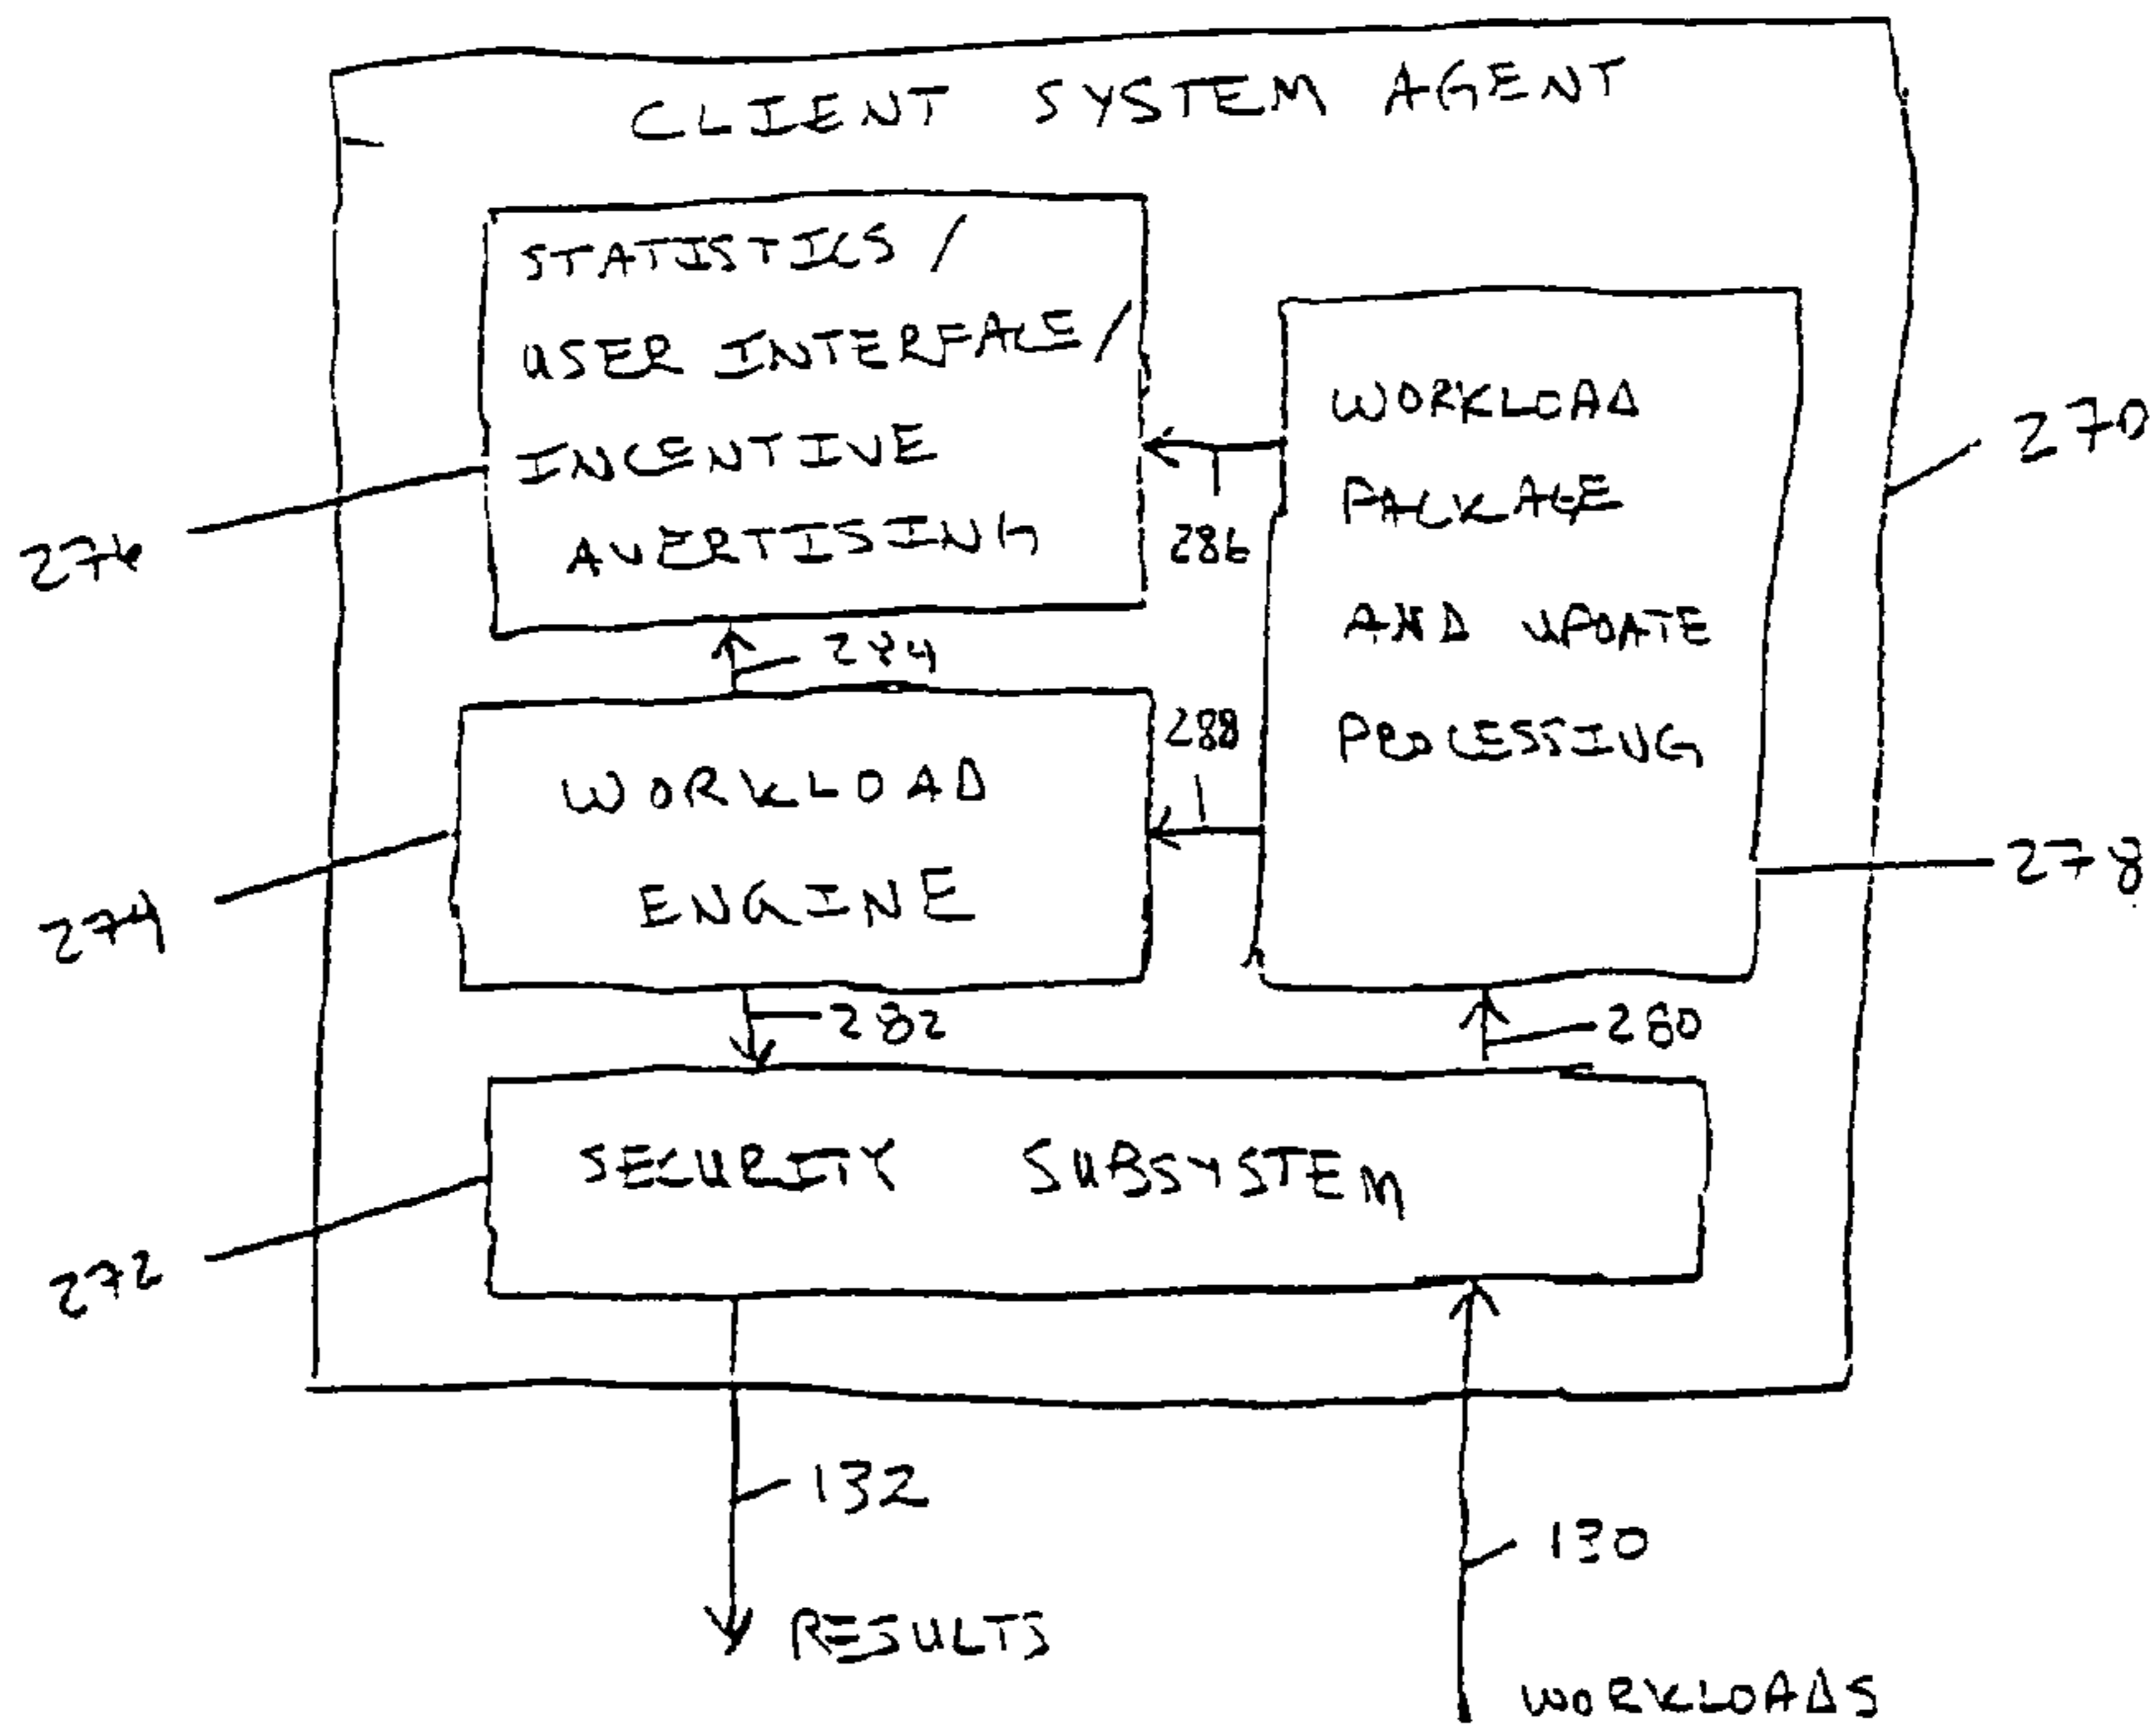 CLIENT SYSTEM AGENT
STATISTICS /
USER INTERFACE /
INCENTIVE
AVERTISING
276
286
WORKLOAD
PACKAGE
AND UPDATE
PROCESSING
270
284
288
WORKLOAD
ENGINE
274
278
282
280
SECURITY SUBSYSTEM
272
132
130
RESULTS
WORKLOADS